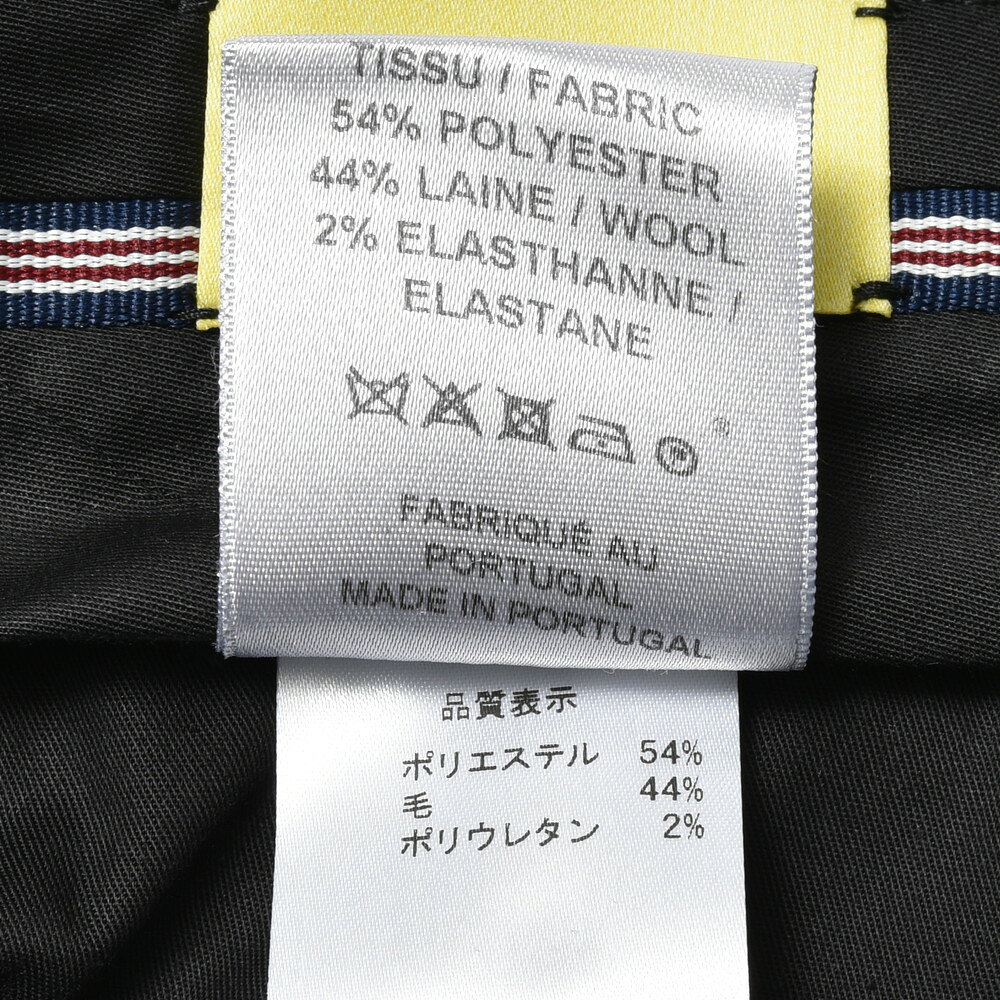 TISSU / FABRIC
54% POLYESTER
44% LAINE / WOOL
2% ELASTHANNE /
ELASTANE
®
FABRIQUÉ AU
PORTUGAL
MADE IN PORTUGAL
品質表示
ポリエステル 54%
毛 44%
ポリウレタン 2%